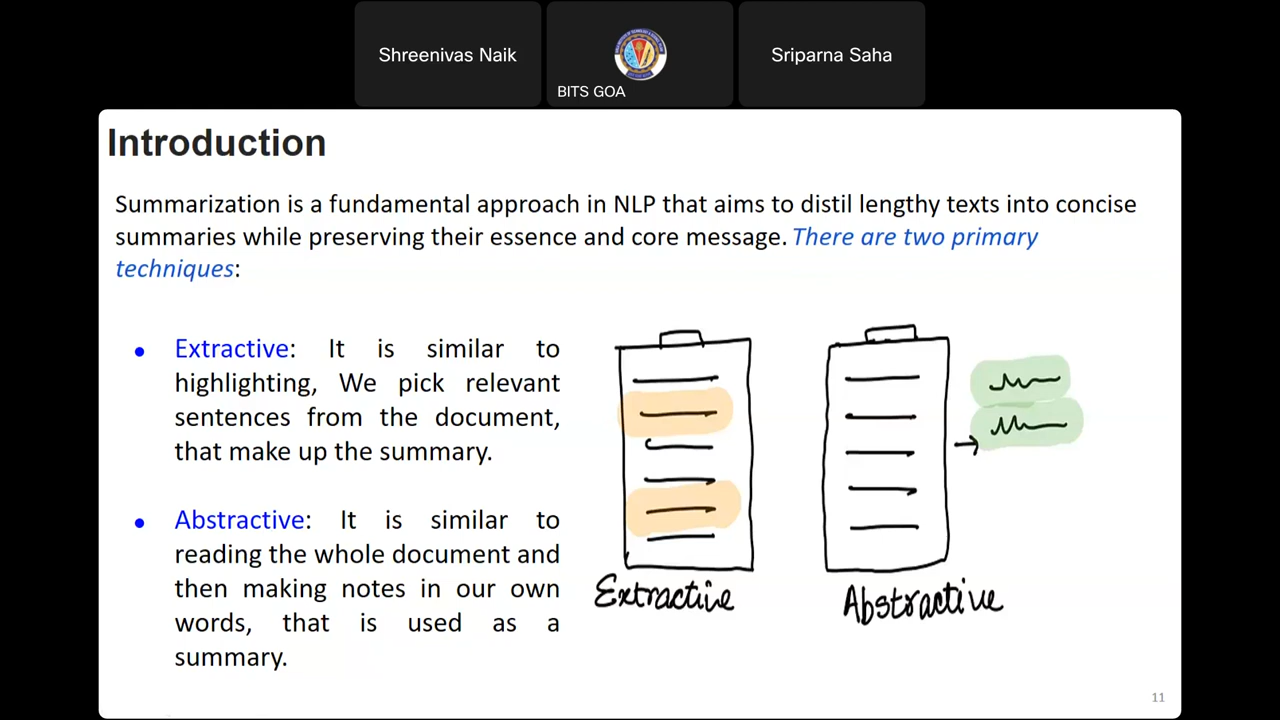 Shreenivas Naik
BITS GOA
Sriparna Saha
Introduction
Summarization is a fundamental approach in NLP that aims to distil lengthy texts into concise
summaries while preserving their essence and core message. There are two primary
techniques:
● Extractive: It is similar to
highlighting, We pick relevant
sentences from the document,
that make up the summary.
● Abstractive: It is similar to
reading the whole document and
then making notes in our own
words, that is used as a
summary.
Extractive
Abstractive
11